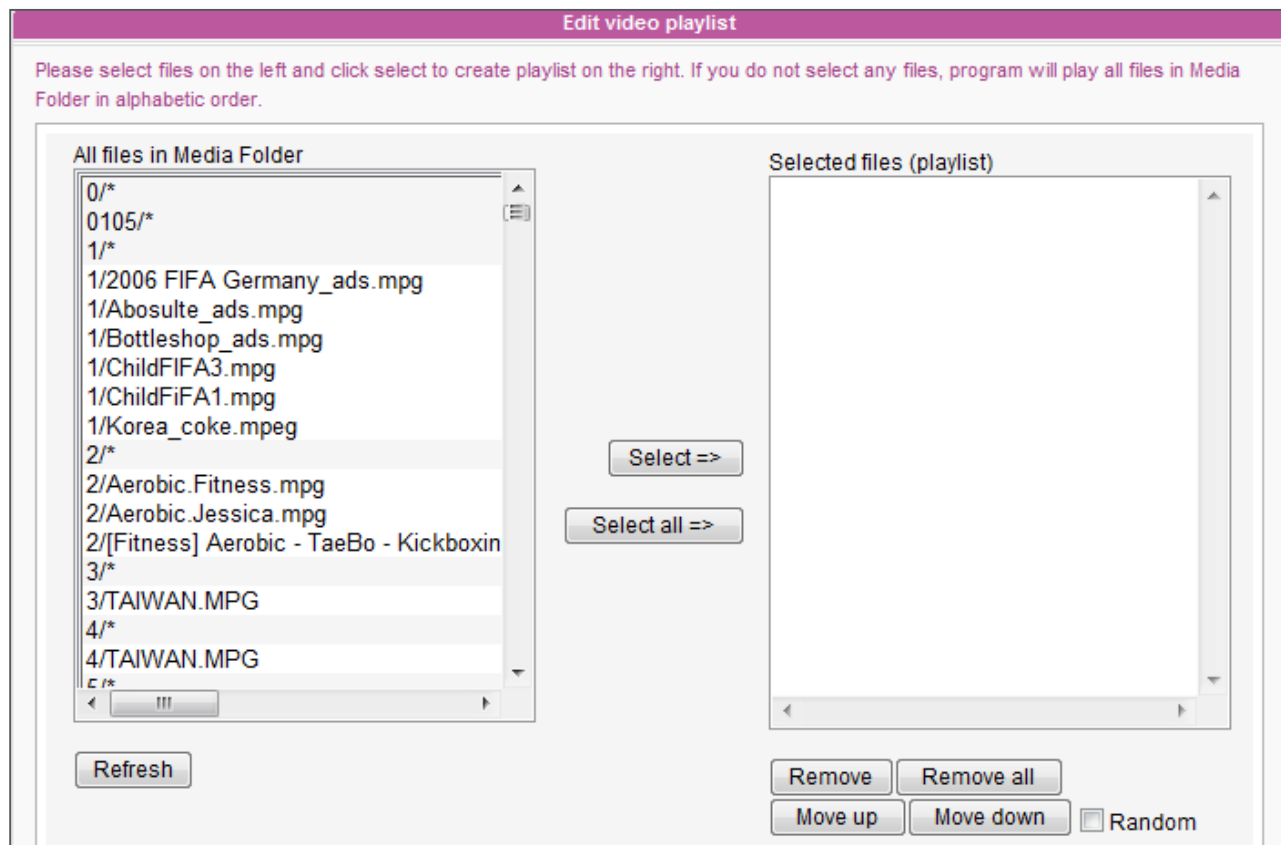 Edit video playlist
Please select files on the left and click select to create playlist on the right. If you do not select any files, program will play all files in Media
Folder in alphabetic order.
All files in Media Folder
0/*
0105/*
1/*
1/2006 FIFA Germany_ads.mpg
1/Abosulte_ads.mpg
1/Bottleshop_ads.mpg
1/ChildFIFA3.mpg
1/ChildFiFA1.mpg
1/Korea_coke.mpeg
2/*
2/Aerobic.Fitness.mpg
2/Aerobic.Jessica.mpg
2/[Fitness] Aerobic - TaeBo - Kickboxin
3/*
3/TAIWAN.MPG
4/*
4/TAIWAN.MPG
5/*
Refresh
Select =>
Select all =>
Selected files (playlist)
Remove
Remove all
Move up
Move down
Random